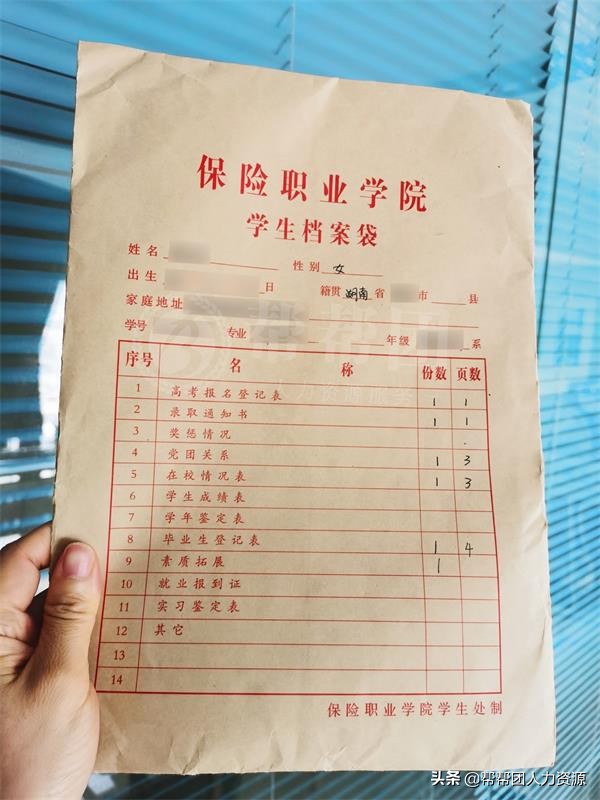 保险职业学院
学生档案袋
姓名 性别 女
出生 日 籍贯 湖南 省 市 县
家庭地址
学号 专业 年级 系
序号 名 称 份数 页数
1 高考报名登记表 1 1
2 录取通知书 1 1
3 奖惩情况
4 党团关系 1 3
5 在校情况表 1 3
6 学生成绩表
7 学年鉴定表
8 毕业生登记表 1 4
9 素质拓展 1
10 就业报到证
11 实习鉴定表
12 其它
13
14
保险职业学院学生处制
头条 @帮帮团人力资源